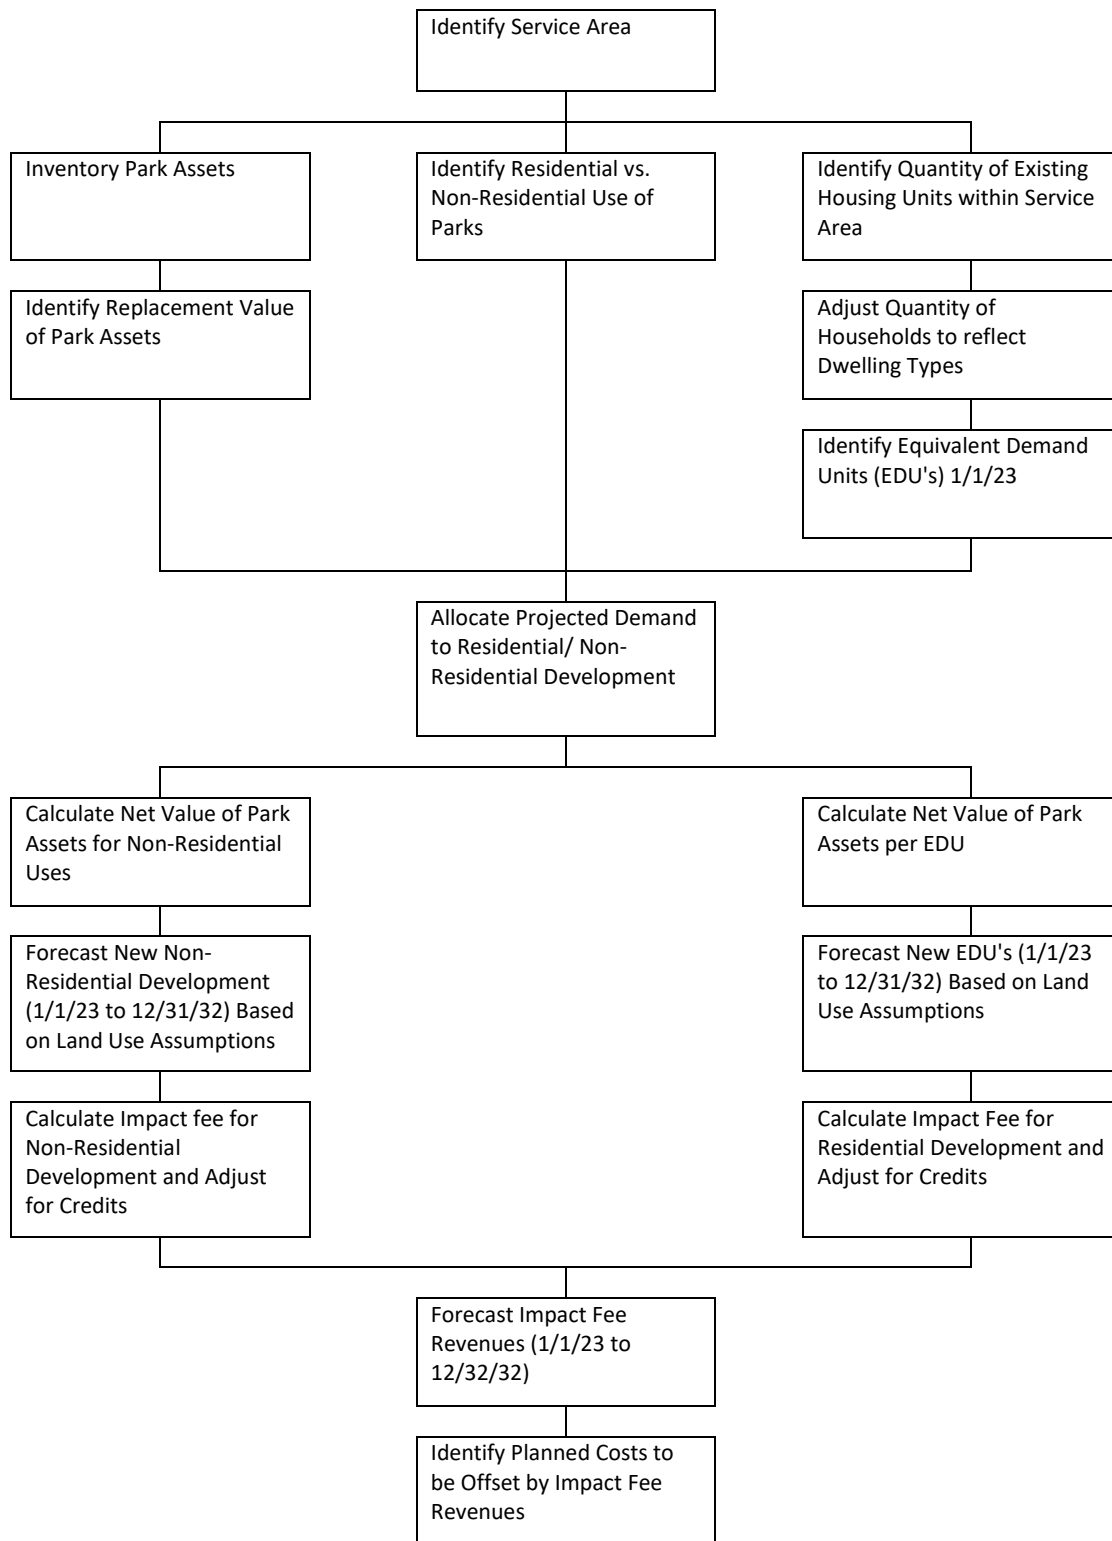 Identify Service Area
Inventory Park Assets
Identify Residential vs.
Non-Residential Use of
Parks
Identify Quantity of Existing
Housing Units within Service
Area
Identify Replacement Value
of Park Assets
Adjust Quantity of
Households to reflect
Dwelling Types
Identify Equivalent Demand
Units (EDU's) 1/1/23
Allocate Projected Demand
to Residential/ Non-
Residential Development
Calculate Net Value of Park
Assets for Non-Residential
Uses
Calculate Net Value of Park
Assets per EDU
Forecast New Non-
Residential Development
(1/1/23 to 12/31/32) Based
on Land Use Assumptions
Forecast New EDU's (1/1/23
to 12/31/32) Based on Land
Use Assumptions
Calculate Impact fee for
Non-Residential
Development and Adjust
for Credits
Calculate Impact Fee for
Residential Development and
Adjust for Credits
Forecast Impact Fee
Revenues (1/1/23 to
12/32/32)
Identify Planned Costs to
be Offset by Impact Fee
Revenues